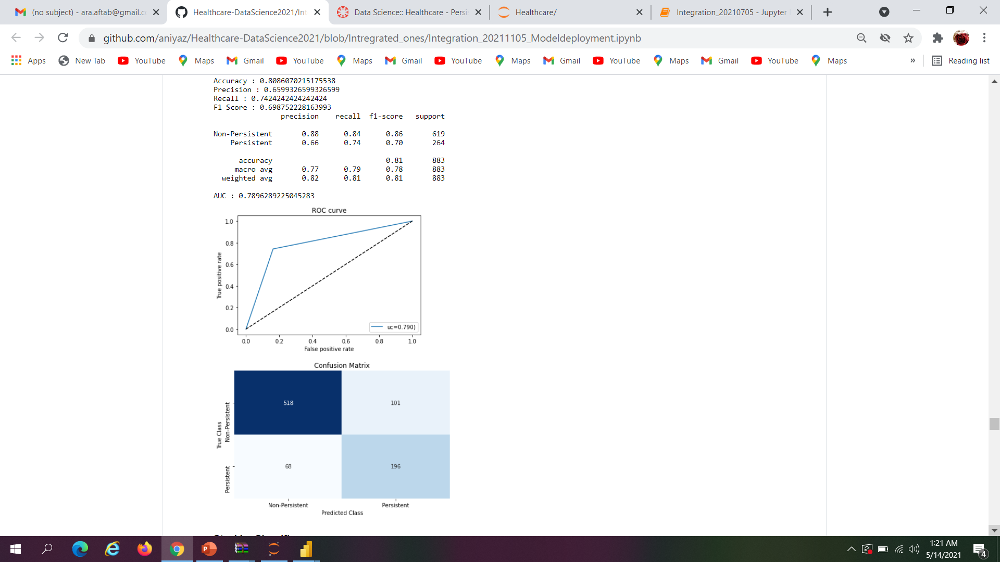 (no subject) - ara.aftab@gmail.c
Healthcare-DataScience2021/Int
Data Science:: Healthcare - Persi
Healthcare/
Integration_20210705 - Jupyter
github.com/aniyaz/Healthcare-DataScience2021/blob/Intregrated_ones/Integration_20211105_Modeldeployment.ipynb
Apps New Tab YouTube Maps Gmail YouTube Maps Gmail YouTube Maps Gmail YouTube Maps Gmail YouTube Maps » Reading list
Accuracy : 0.8086070215175538
Precision : 0.6599326599326599
Recall : 0.7424242424242424
F1 Score : 0.698752228163993
precision recall f1-score support
Non-Persistent 0.88 0.84 0.86 619
Persistent 0.66 0.74 0.70 264
accuracy 0.81 883
macro avg 0.77 0.79 0.78 883
weighted avg 0.82 0.81 0.81 883
AUC : 0.7896289225045283
ROC curve
True positive rate
1.0
0.8
0.6
0.4
0.2
0.0
uc=0.790)
0.0 0.2 0.4 0.6 0.8 1.0
False positive rate
Confusion Matrix
True Class
Non-Persistent
518 101
Persistent
68 196
Non-Persistent Persistent
Predicted Class
1:21 AM
5/14/2021
4